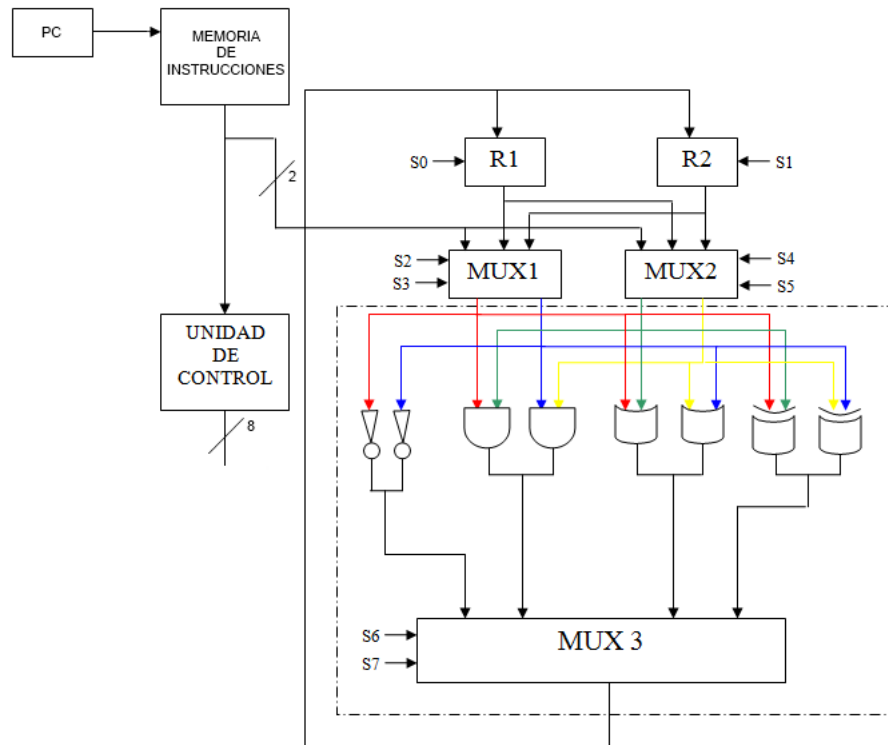 PC
MEMORIA
DE
INSTRUCCIONES
2
S0
R1
R2
S1
S2
S3
MUX1
MUX2
S4
S5
UNIDAD
DE
CONTROL
8
S6
S7
MUX 3